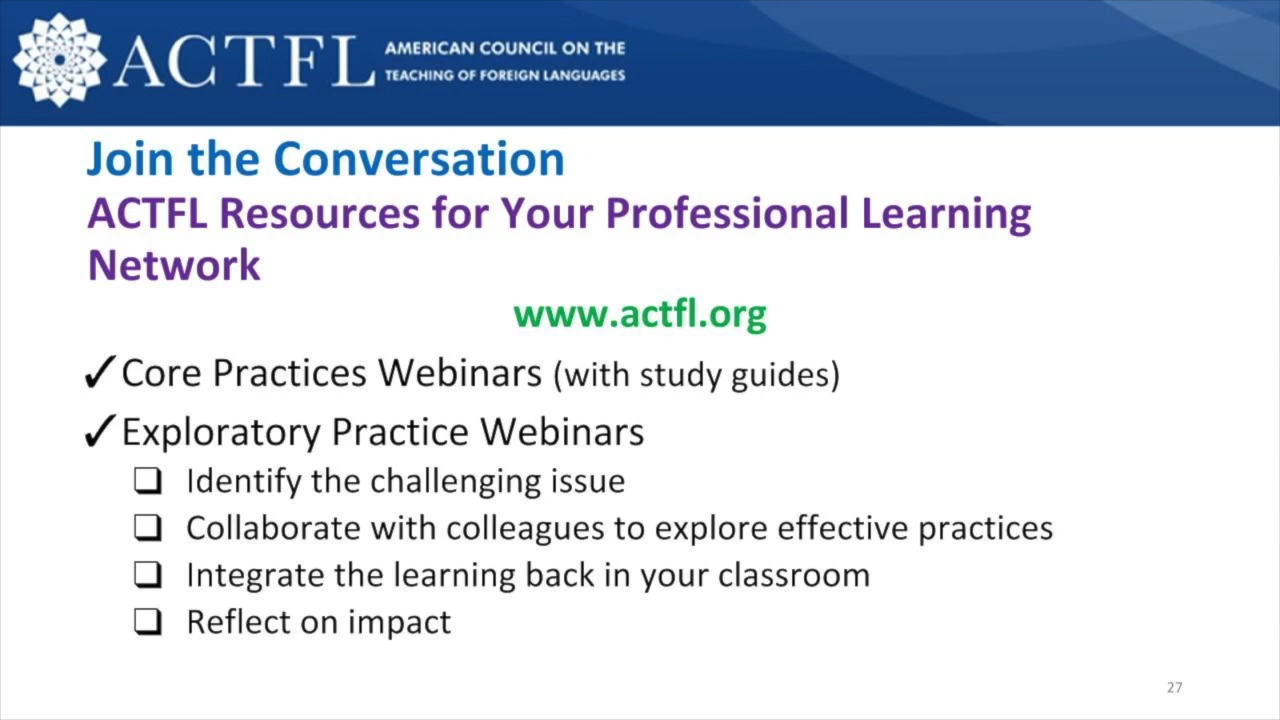 ACTFL AMERICAN COUNCIL ON THE
TEACHING OF FOREIGN LANGUAGES
Join the Conversation
ACTFL Resources for Your Professional Learning
Network
www.actfl.org
✓Core Practices Webinars (with study guides)
✓Exploratory Practice Webinars
❑ Identify the challenging issue
❑ Collaborate with colleagues to explore effective practices
❑ Integrate the learning back in your classroom
❑ Reflect on impact
27